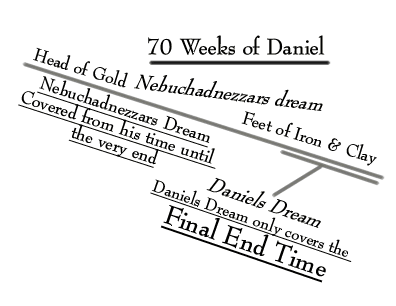 70 Weeks of Daniel
Head of Gold Nebuchadnezzars dream
Feet of Iron & Clay
Nebuchadnezzars Dream
Covered from his time until
the very end
Daniels Dream
Daniels Dream only covers the
Final End Time